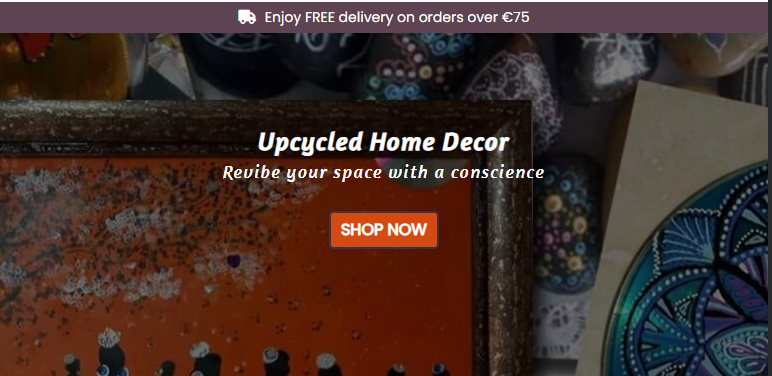 Enjoy FREE delivery on orders over €75
Upcycled Home Decor
Revibe your space with a conscience
SHOP NOW